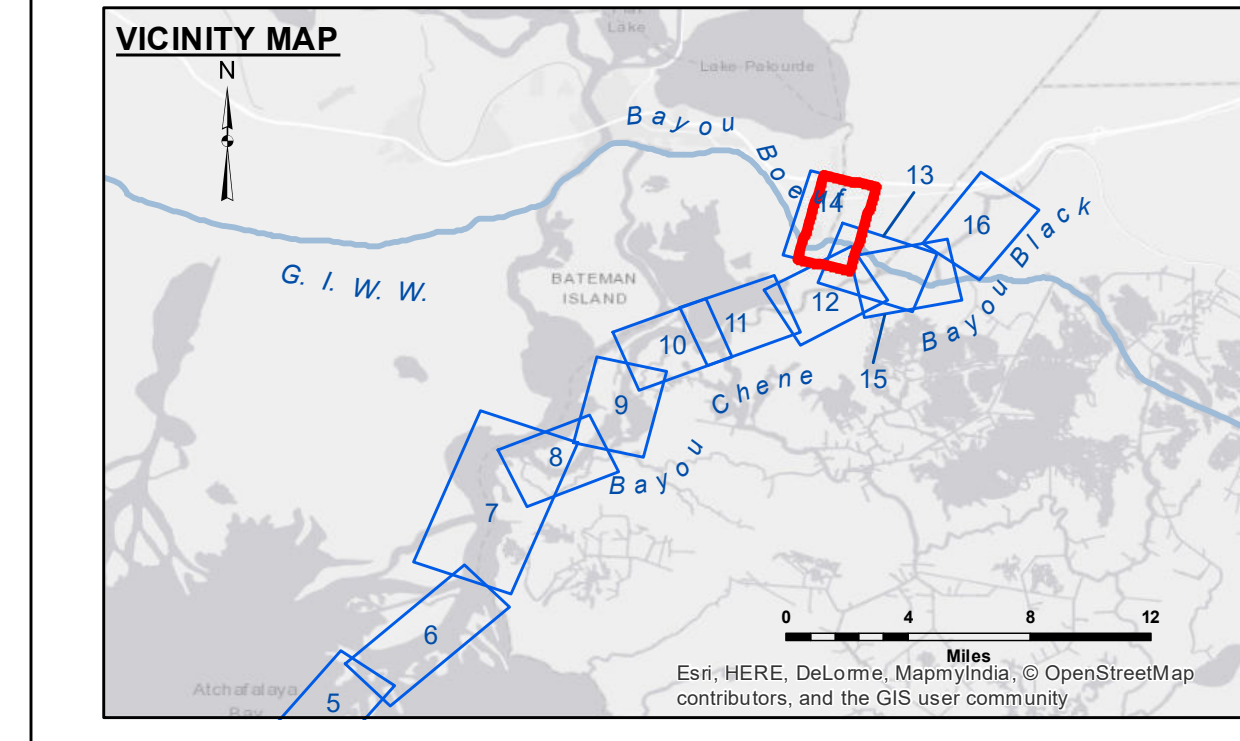 VICINITY MAP
N
Lake
Lake Palourde
Bayou Boeuf
13
14
16
Bayou Black
G. I. W. W.
BATEMAN
ISLAND
12
11
10
15
Bayou Chene
9
8
7
6
5
0 4 8 12
Miles
Atchafalaya
Bay
Esri, HERE, DeLorme, MapmyIndia, © OpenStreetMap
contributors, and the GIS user community